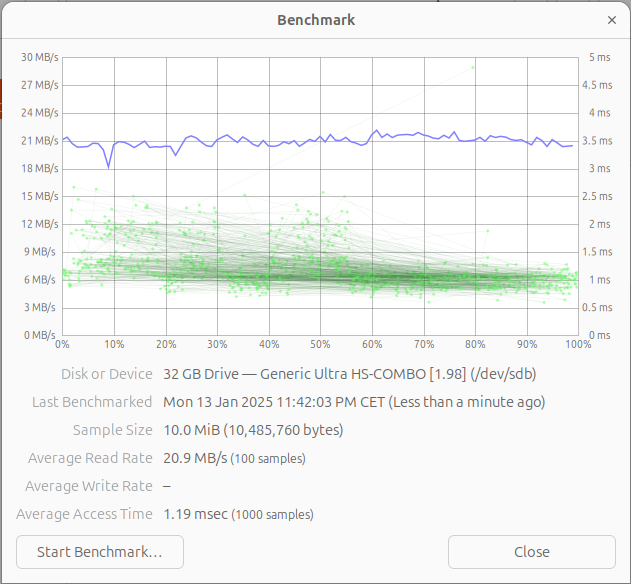 Benchmark
30 MB/s 5 ms
27 MB/s 4.5 ms
24 MB/s 4 ms
21 MB/s 3.5 ms
18 MB/s 3 ms
15 MB/s 2.5 ms
12 MB/s 2 ms
9 MB/s 1.5 ms
6 MB/s 1 ms
3 MB/s 0.5 ms
0 MB/s 0 ms
0% 10% 20% 30% 40% 50% 60% 70% 80% 90% 100%
Disk or Device 32 GB Drive — Generic Ultra HS-COMBO [1.98] (/dev/sdb)
Last Benchmarked Mon 13 Jan 2025 11:42:03 PM CET (Less than a minute ago)
Sample Size 10.0 MiB (10,485,760 bytes)
Average Read Rate 20.9 MB/s (100 samples)
Average Write Rate –
Average Access Time 1.19 msec (1000 samples)
Start Benchmark… Close